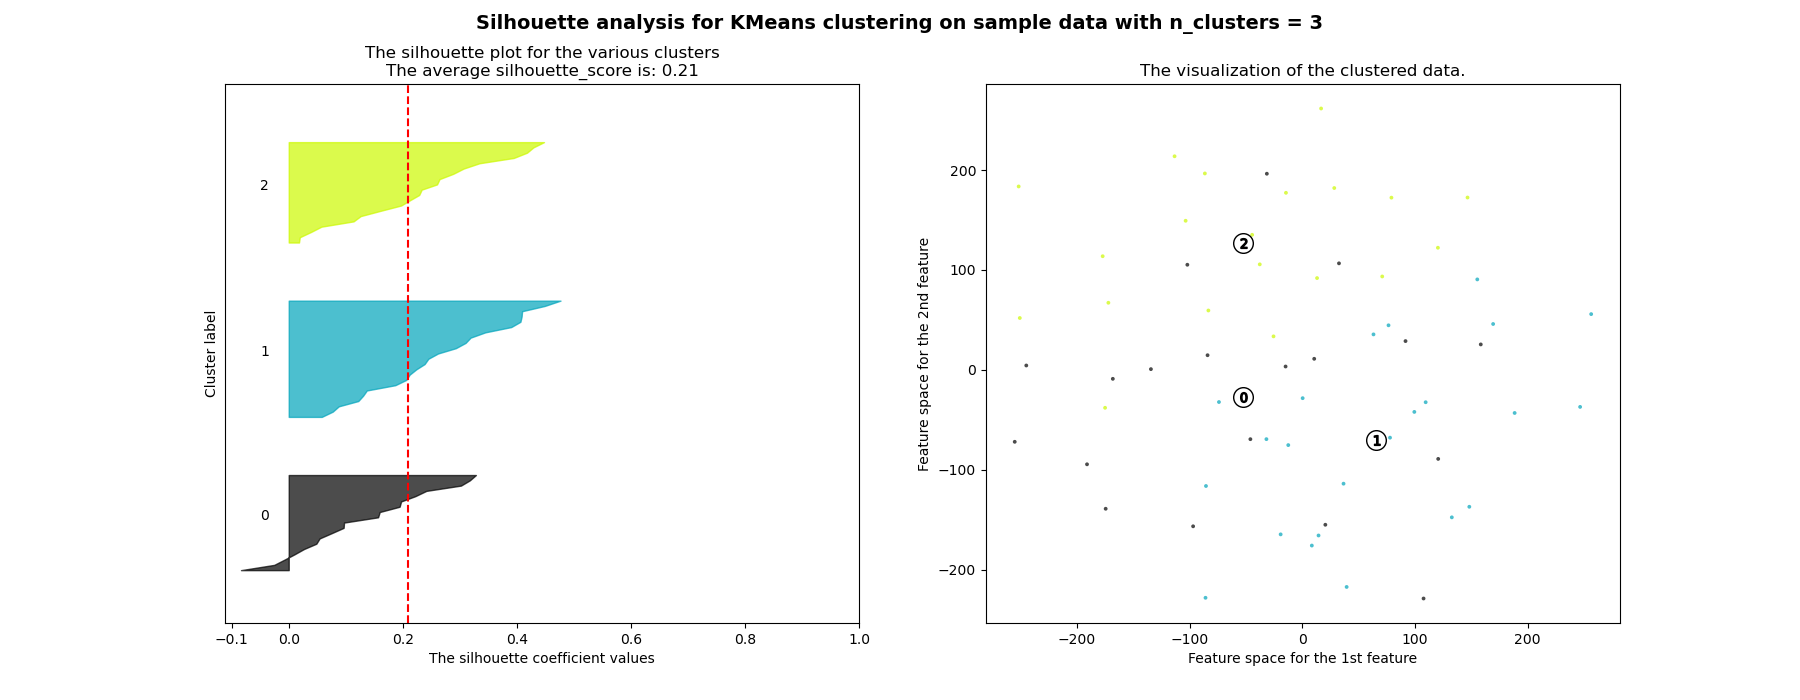 Silhouette analysis for KMeans clustering on sample data with n_clusters = 3
The silhouette plot for the various clusters
The average silhouette_score is: 0.21
Cluster label
2
1
0
−0.1 0.0 0.2 0.4 0.6 0.8 1.0
The silhouette coefficient values
The visualization of the clustered data.
Feature space for the 2nd feature
200
100
0
−100
−200
2
0
1
−200 −100 0 100 200
Feature space for the 1st feature